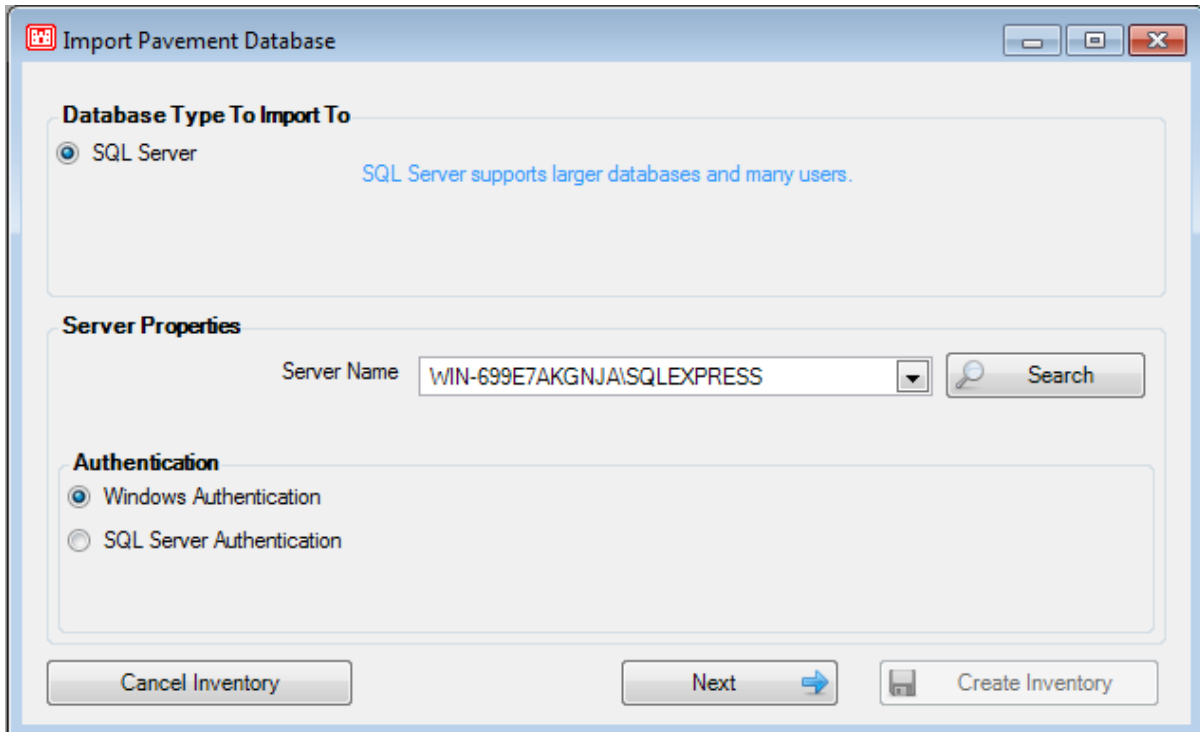 Import Pavement Database
Database Type To Import To
SQL Server
SQL Server supports larger databases and many users.
Server Properties
Server Name WIN-699E7AKGNJA\SQLEXPRESS Search
Authentication
Windows Authentication
SQL Server Authentication
Cancel Inventory Next Create Inventory